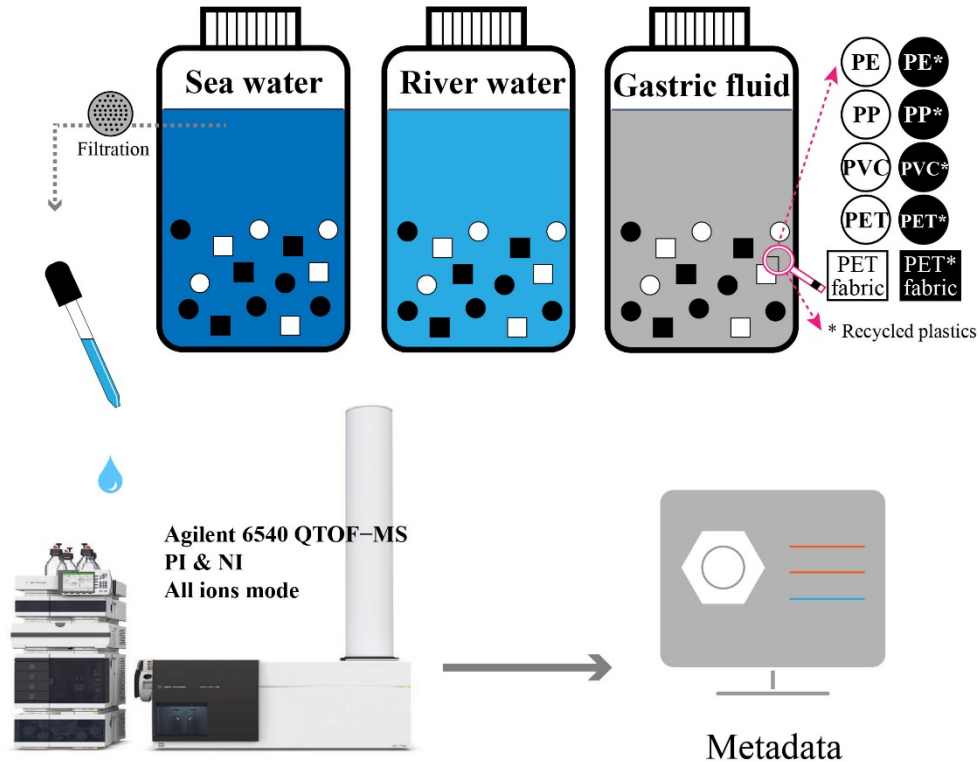 Sea water
River water
Gastric fluid
Filtration
PE
PE*
PP
PP*
PVC
PVC*
PET
PET*
PET
fabric
PET*
fabric
* Recycled plastics
Agilent 6540 QTOF−MS
PI & NI
All ions mode
Metadata